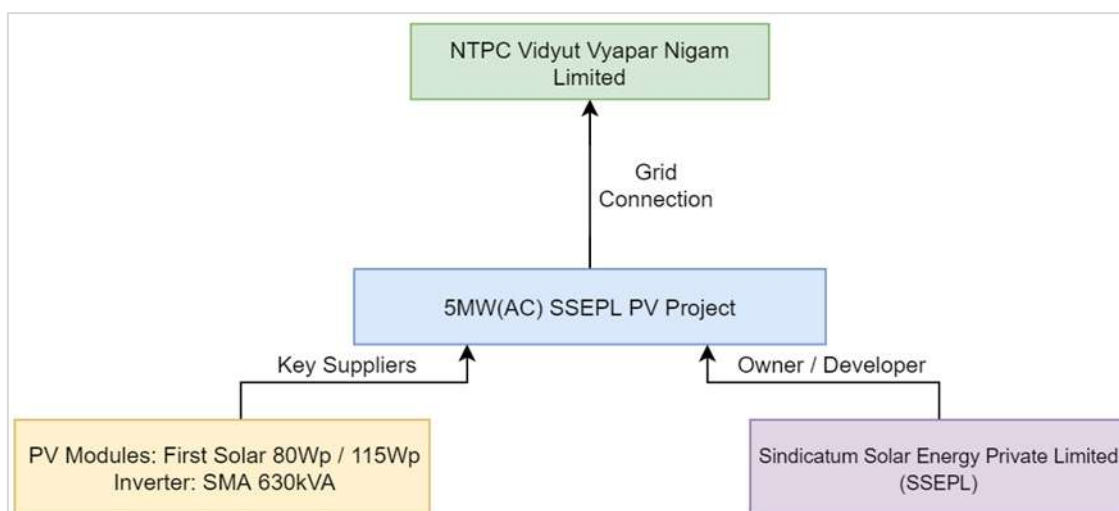 NTPC Vidyut Vyapar Nigam
Limited
Grid
Connection
5MW(AC) SSEPL PV Project
Key Suppliers
Owner / Developer
PV Modules: First Solar 80Wp / 115Wp
Inverter: SMA 630kVA
Sindicatum Solar Energy Private Limited
(SSEPL)